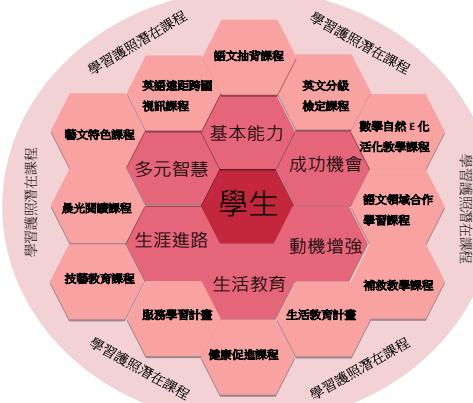 學習護照潛在課程
學習護照潛在課程
語文抽背課程
英語遠距跨國
視訊課程
英文分級
檢定課程
藝文特色課程
基本能力
數學自然 E 化
活化教學課程
多元智慧
成功機會
學習護照潛在課程
學習護照潛在課程
晨光閱讀課程
學生
語文領域合作
學習課程
生涯進路
動機增強
技藝教育課程
生活教育
補救教學課程
服務學習計畫
生活教育計畫
健康促進課程
學習護照潛在課程
學習護照潛在課程